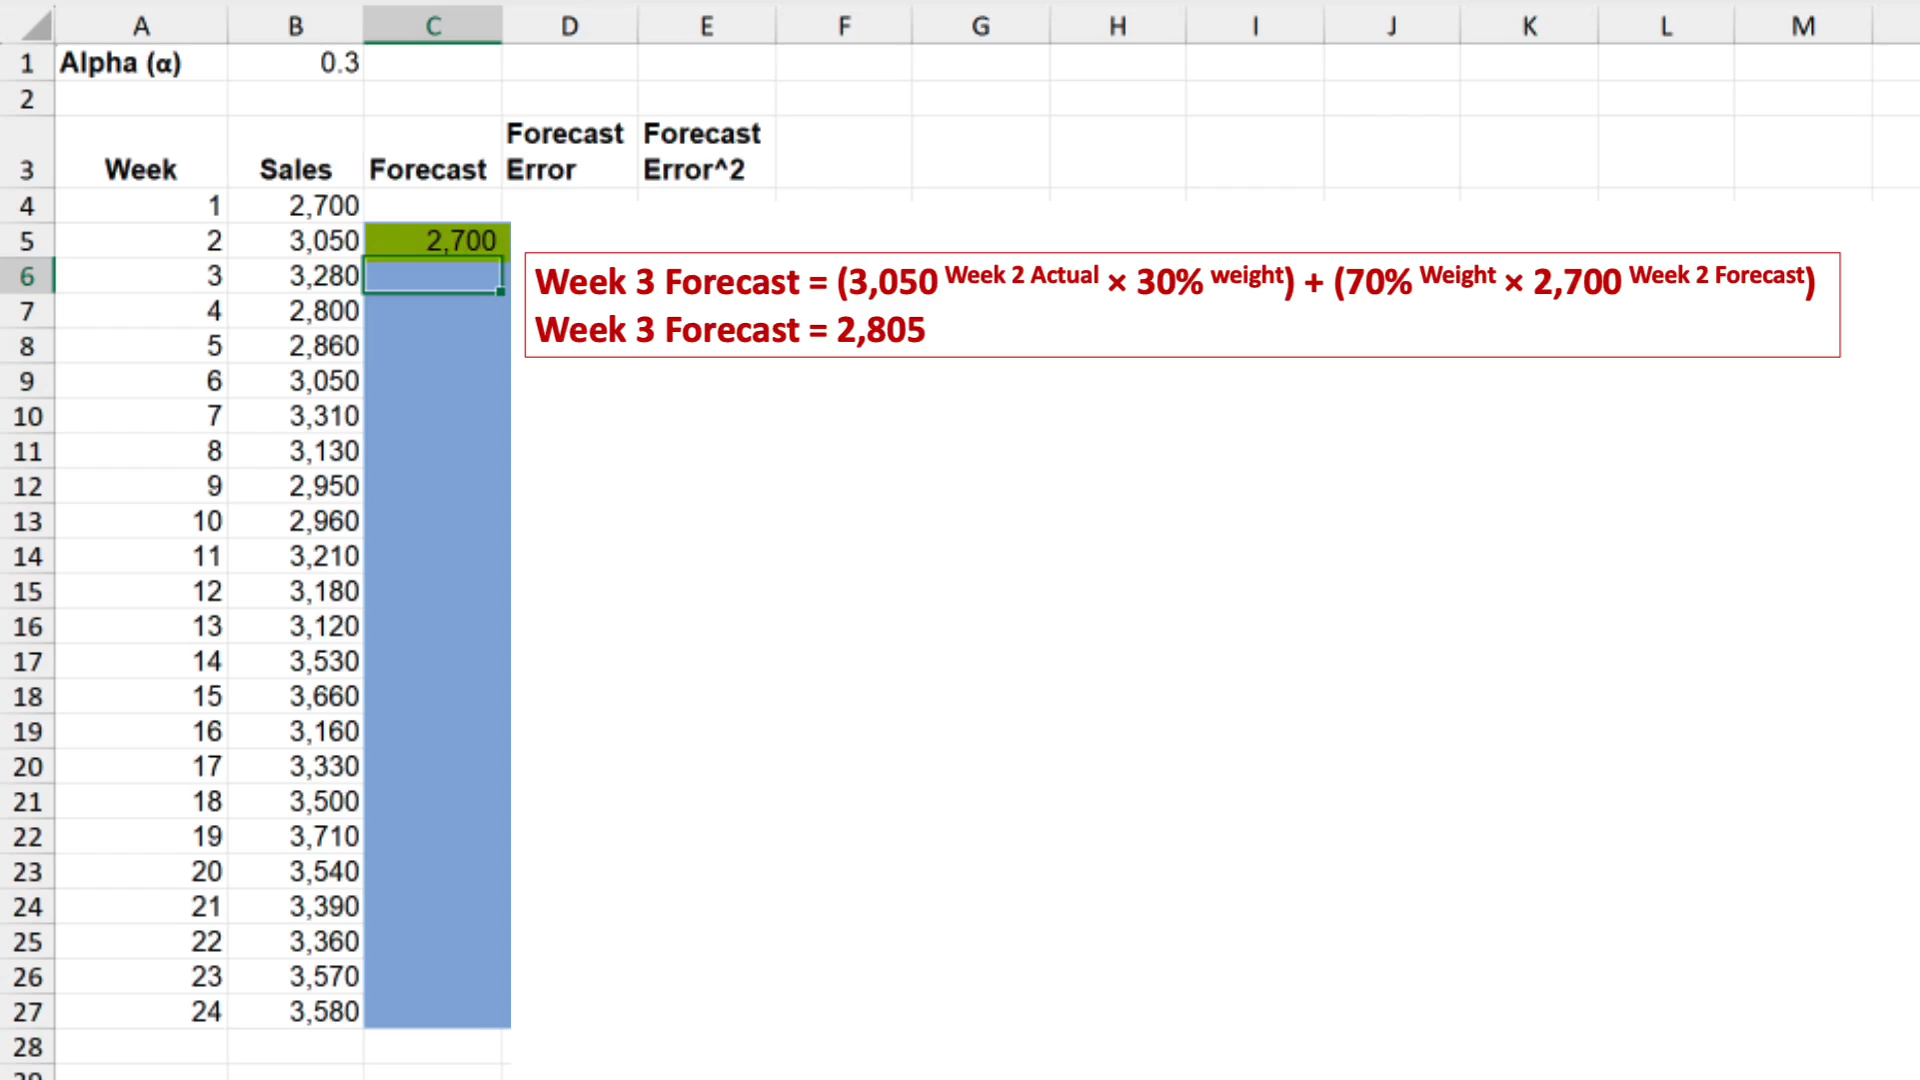 A B C D E F G H I J K L M
1 Alpha (α) 0.3
2
Forecast Forecast
3 Week Sales Forecast Error Error^2
4 1 2,700
5 2 3,050 2,700
6 3 3,280
Week 3 Forecast = (3,050 Week 2 Actual × 30% weight) + (70% Weight × 2,700 Week 2 Forecast)
7 4 2,800
Week 3 Forecast = 2,805
8 5 2,860
9 6 3,050
10 7 3,310
11 8 3,130
12 9 2,950
13 10 2,960
14 11 3,210
15 12 3,180
16 13 3,120
17 14 3,530
18 15 3,660
19 16 3,160
20 17 3,330
21 18 3,500
22 19 3,710
23 20 3,540
24 21 3,390
25 22 3,360
26 23 3,570
27 24 3,580
28